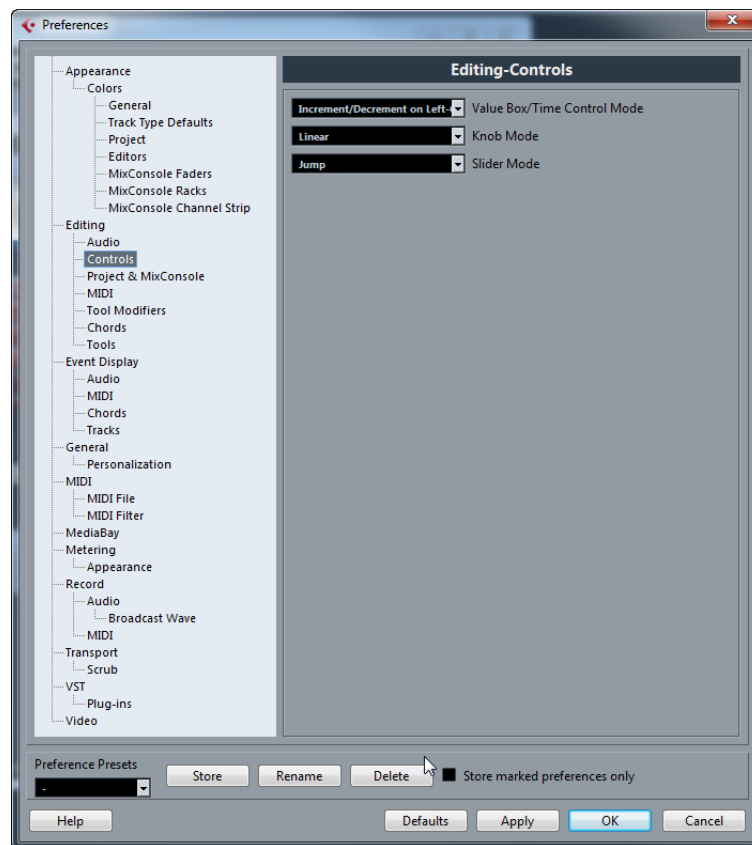 Preferences
Appearance
Colors
General
Track Type Defaults
Project
Editors
MixConsole Faders
MixConsole Racks
MixConsole Channel Strip
Editing
Audio
Controls
Project & MixConsole
MIDI
Tool Modifiers
Chords
Tools
Event Display
Audio
MIDI
Chords
Tracks
General
Personalization
MIDI
MIDI File
MIDI Filter
MediaBay
Metering
Appearance
Record
Audio
Broadcast Wave
MIDI
Transport
Scrub
VST
Plug-ins
Video
Editing-Controls
Increment/Decrement on Left- Value Box/Time Control Mode
Linear Knob Mode
Jump Slider Mode
Preference Presets
- Store Rename Delete Store marked preferences only
Help Defaults Apply OK Cancel